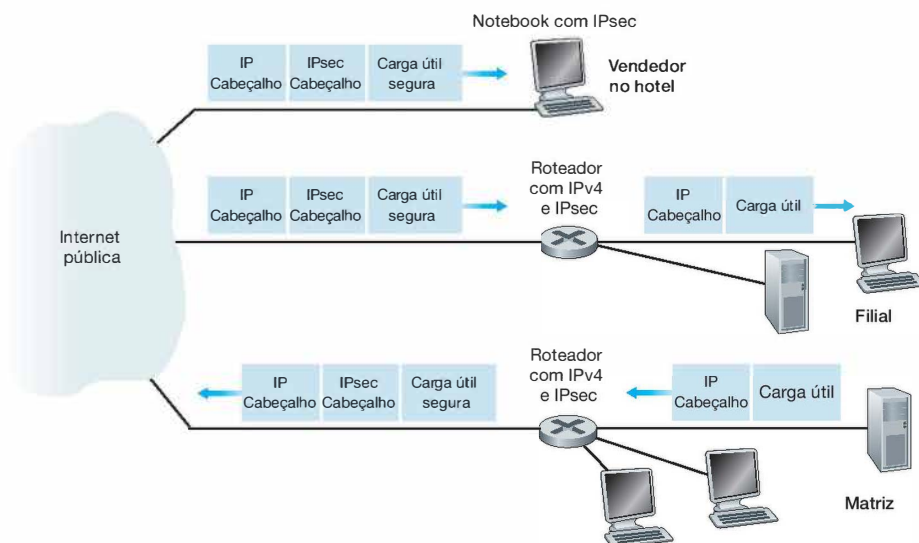 Notebook com IPsec
IP
Cabeçalho
IPsec
Cabeçalho
Carga útil
segura
Vendedor
no hotel
IP
Cabeçalho
IPsec
Cabeçalho
Carga útil
segura
Roteador
com IPv4
e IPsec
IP
Cabeçalho
Carga útil
Internet
pública
Filial
IP
Cabeçalho
IPsec
Cabeçalho
Carga útil
segura
Roteador
com IPv4
e IPsec
IP
Cabeçalho
Carga útil
Matriz